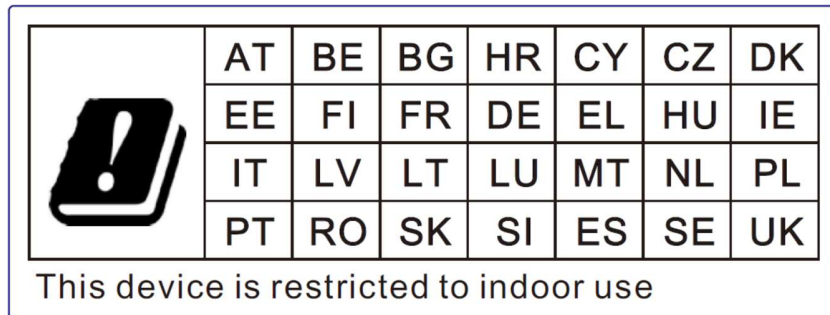 AT BE BG HR CY CZ DK
EE FI FR DE EL HU IE
IT LV LT LU MT NL PL
PT RO SK SI ES SE UK
This device is restricted to indoor use